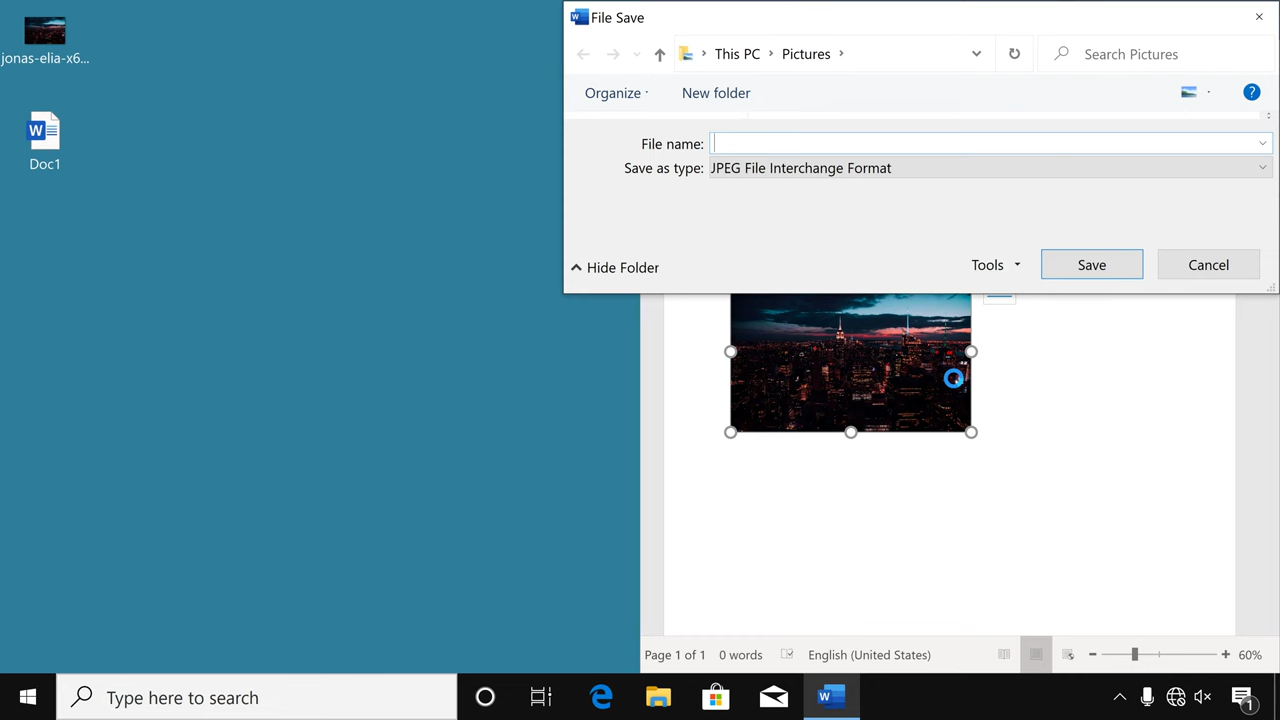 jonas-elia-x6...
Doc1
File Save
This PC
Pictures
Search Pictures
Organize
New folder
File name:
Save as type: JPEG File Interchange Format
Hide Folder
Tools
Save
Cancel
Page 1 of 1
0 words
English (United States)
60%
Type here to search
1